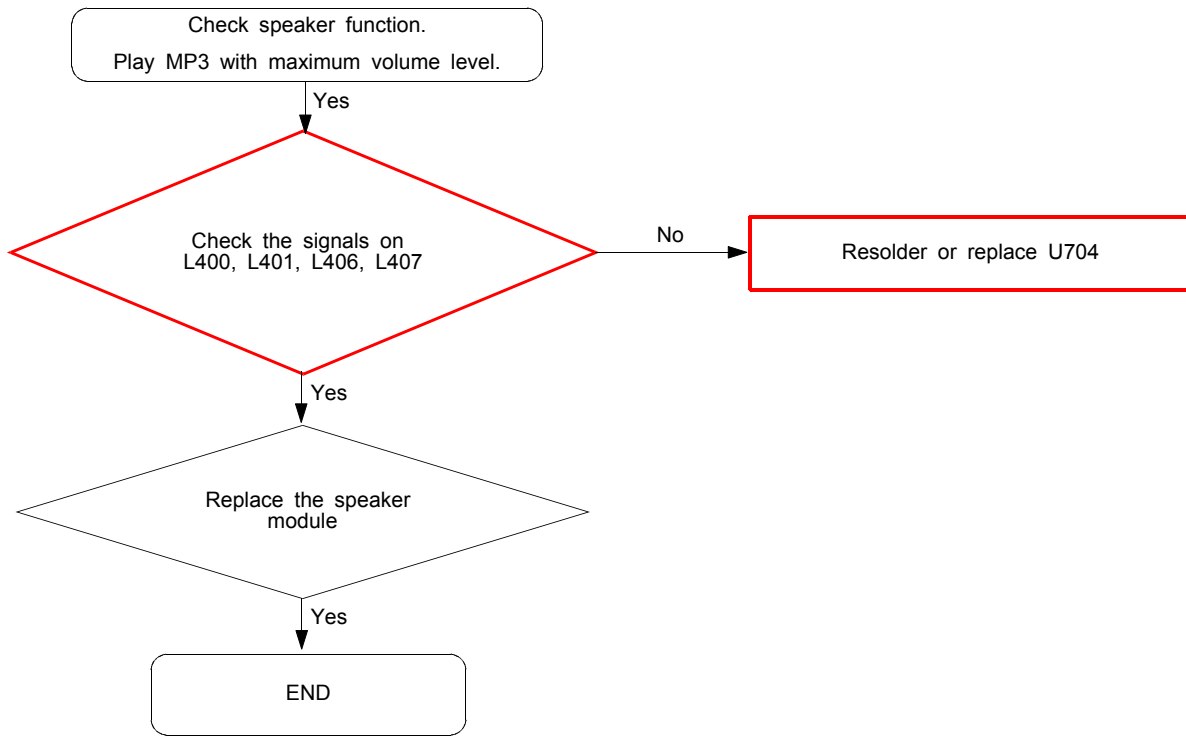 Check speaker function.
Play MP3 with maximum volume level.
Yes
Check the signals on
L400, L401, L406, L407
No
Resolder or replace U704
Yes
Replace the speaker
module
Yes
END